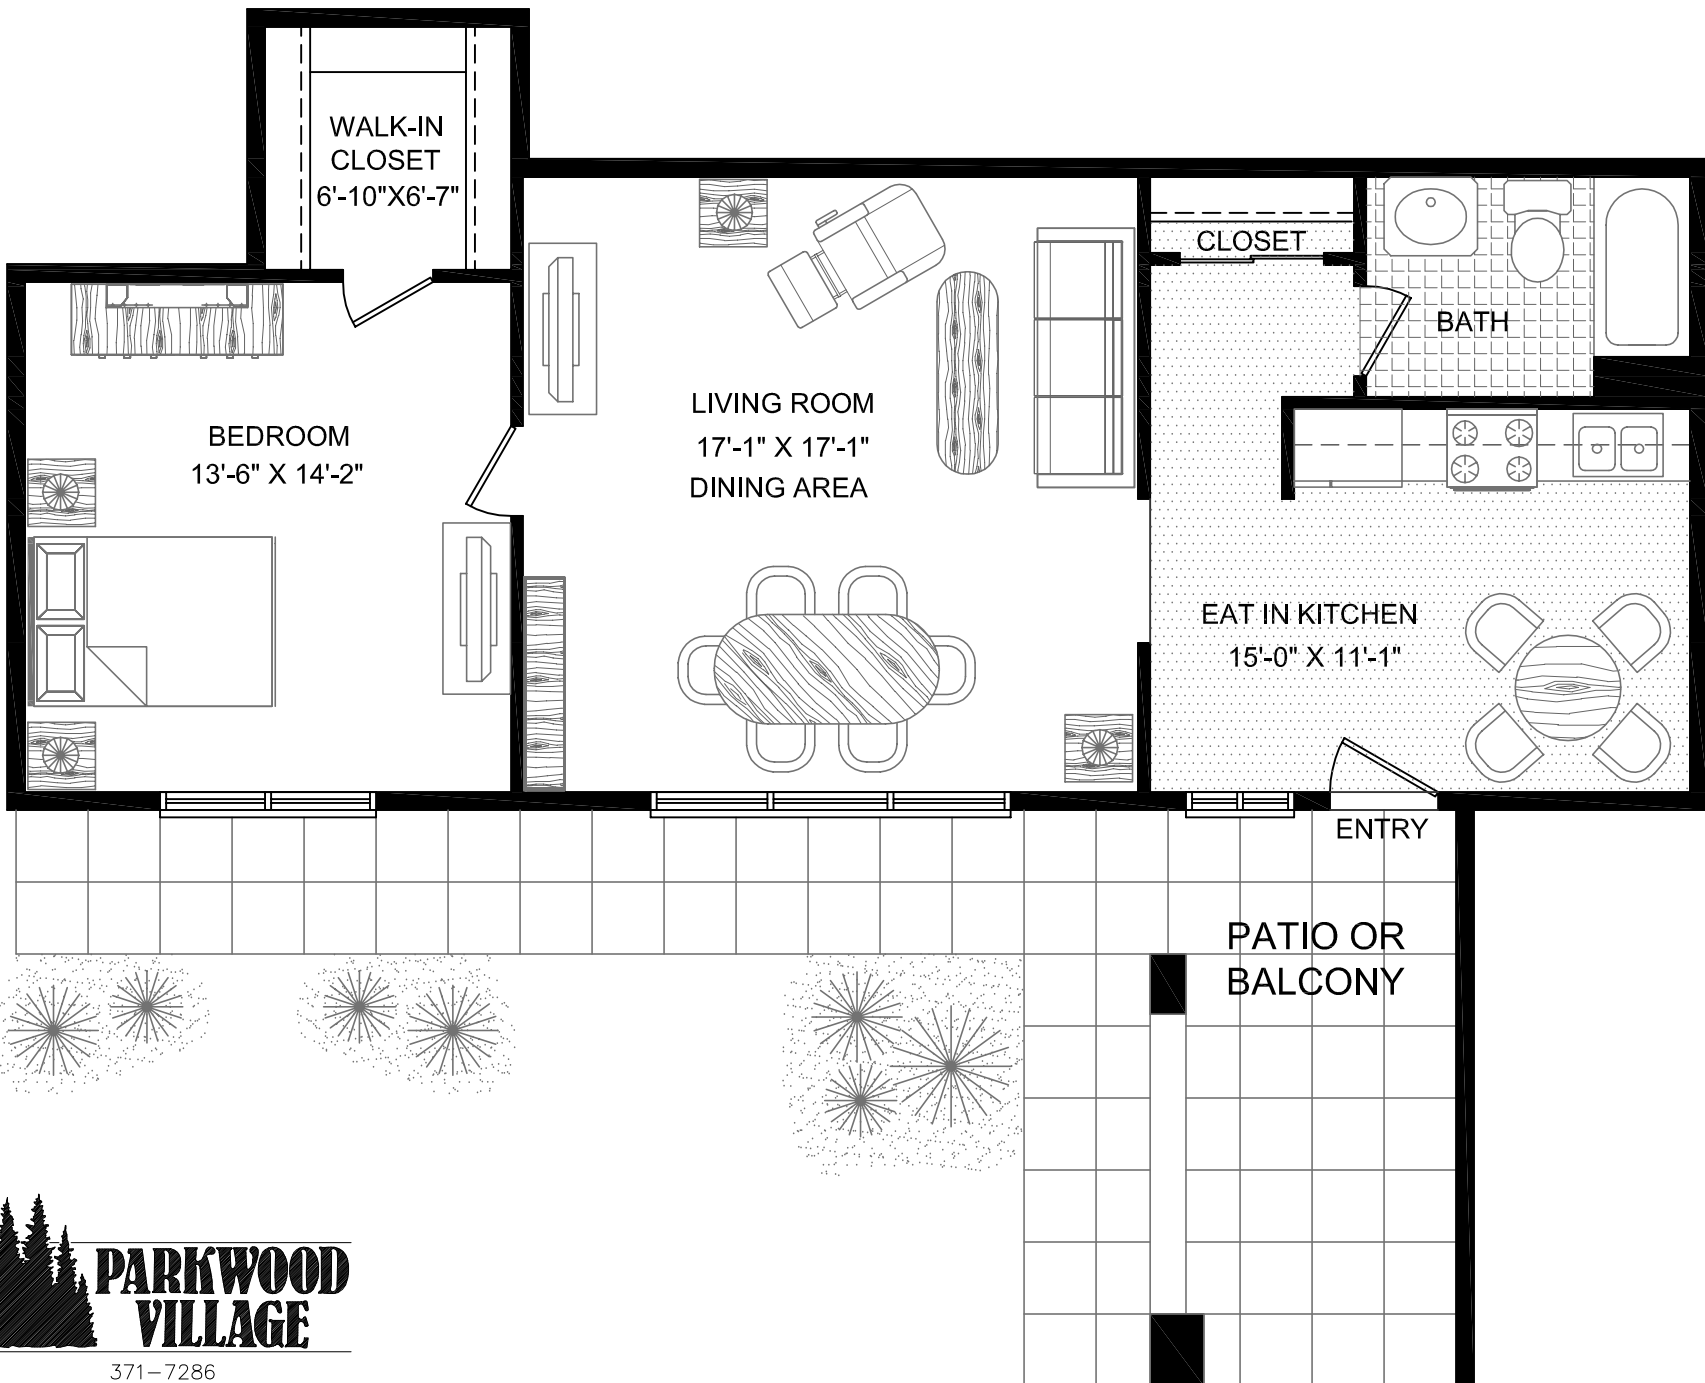 WALK-IN
CLOSET
6'-10"X6'-7"
CLOSET
BATH
LIVING ROOM
17'-1" X 17'-1"
DINING AREA
BEDROOM
13'-6" X 14'-2"
EAT IN KITCHEN
15'-0" X 11'-1"
ENTRY
PATIO OR
BALCONY
PARKWOOD
VILLAGE
371-7286